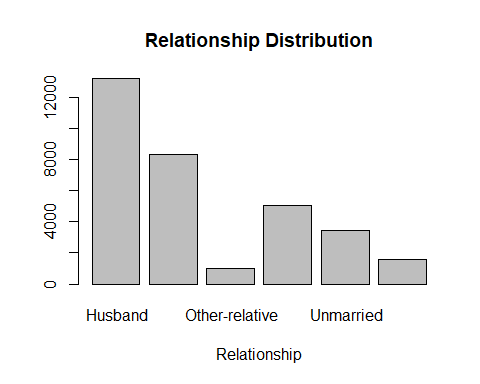 Relationship Distribution
12000
8000
4000
0
Husband Other-relative Unmarried
Relationship